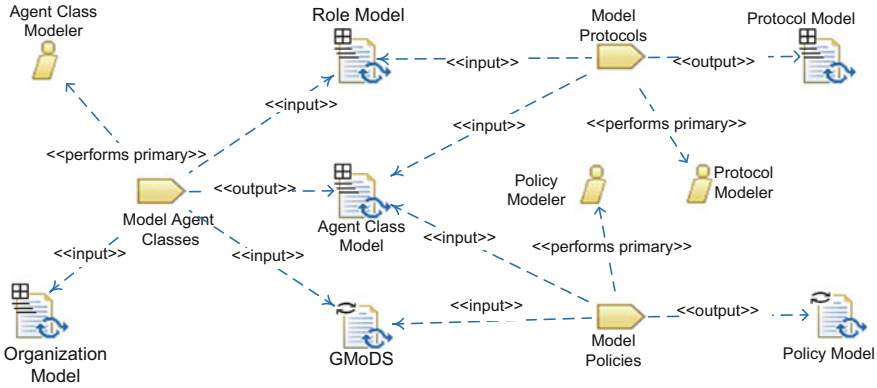 Agent Class
Modeler
Role Model
Model
Protocols
Protocol Model
<<input>>
<<output>>
<<input>>
<<input>>
<<performs primary>>
<<performs primary>>
Policy
Modeler
Protocol
Modeler
<<output>>
Model Agent
Classes
Agent Class
Model
<<input>>
<<performs primary>>
<<input>>
<<input>>
<<input>>
<<output>>
Organization
Model
GMoDS
Model
Policies
Policy Model